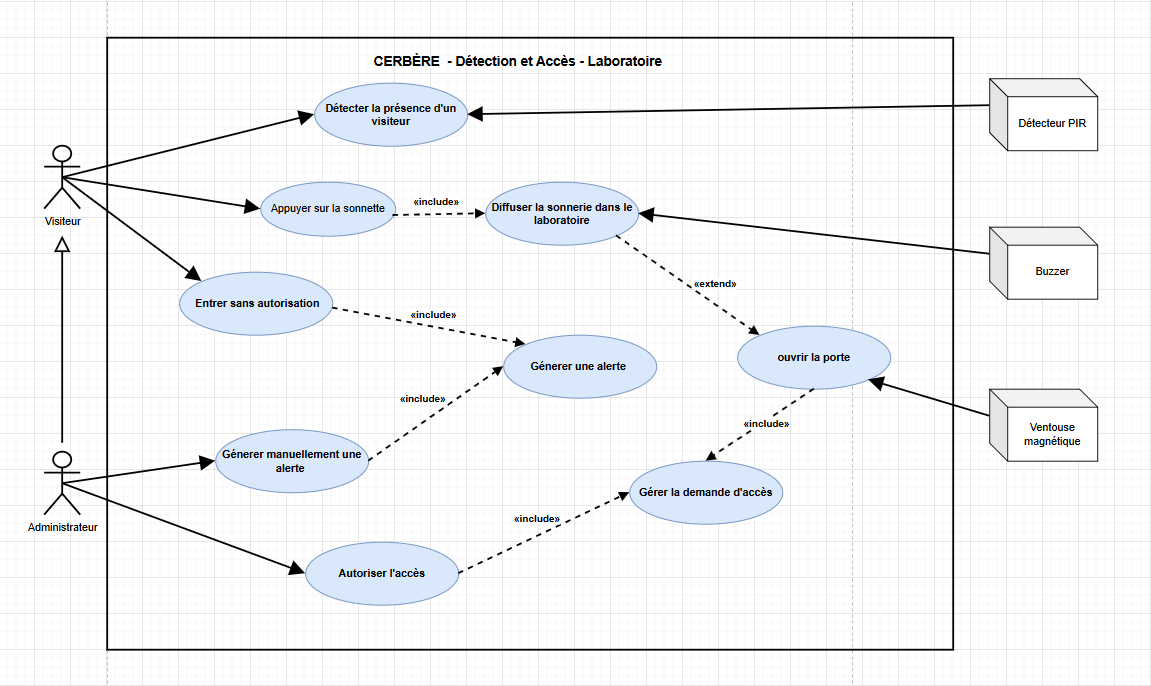 CERBÈRE - Détection et Accès - Laboratoire
Détecter la présence d'un
visiteur
Détecteur PIR
Visiteur
Appuyer sur la sonnette
«include»
Diffuser la sonnerie dans le
laboratoire
Buzzer
«extend»
Entrer sans autorisation
«include»
Génerer une alerte
ouvrir la porte
«include»
«include»
Ventouse
magnétique
Génerer manuellement une
alerte
Gérer la demande d'accès
Administrateur
«include»
Autoriser l'accès